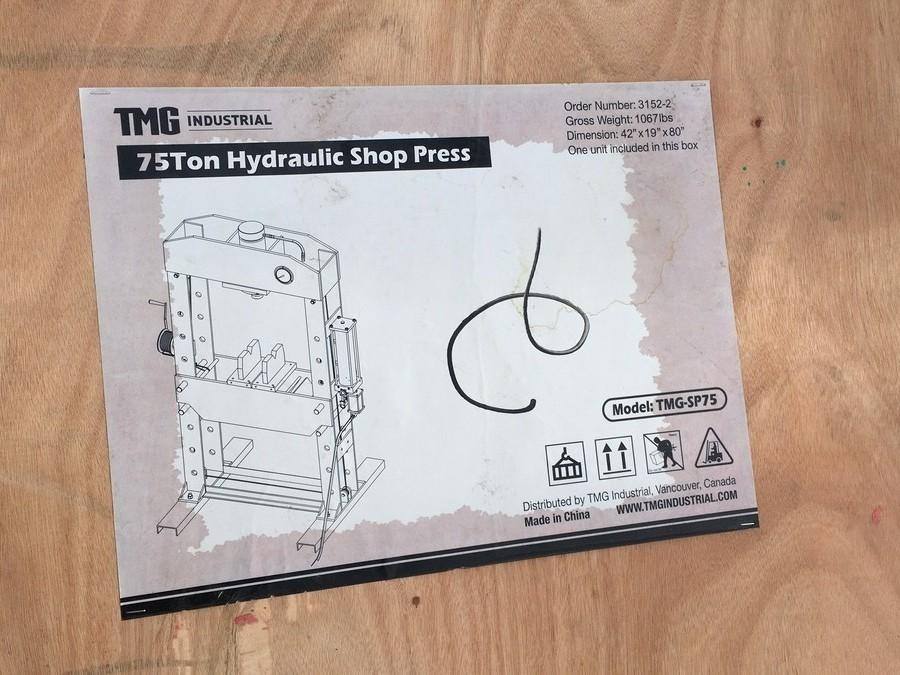 TMG INDUSTRIAL
75Ton Hydraulic Shop Press
Order Number: 3152-2
Gross Weight: 1067lbs
Dimension: 42"x19"x80"
One unit included in this box
Model: TMG-SP75
Distributed by TMG Industrial, Vancouver, Canada
Made in China WWW.TMGINDUSTRIAL.COM